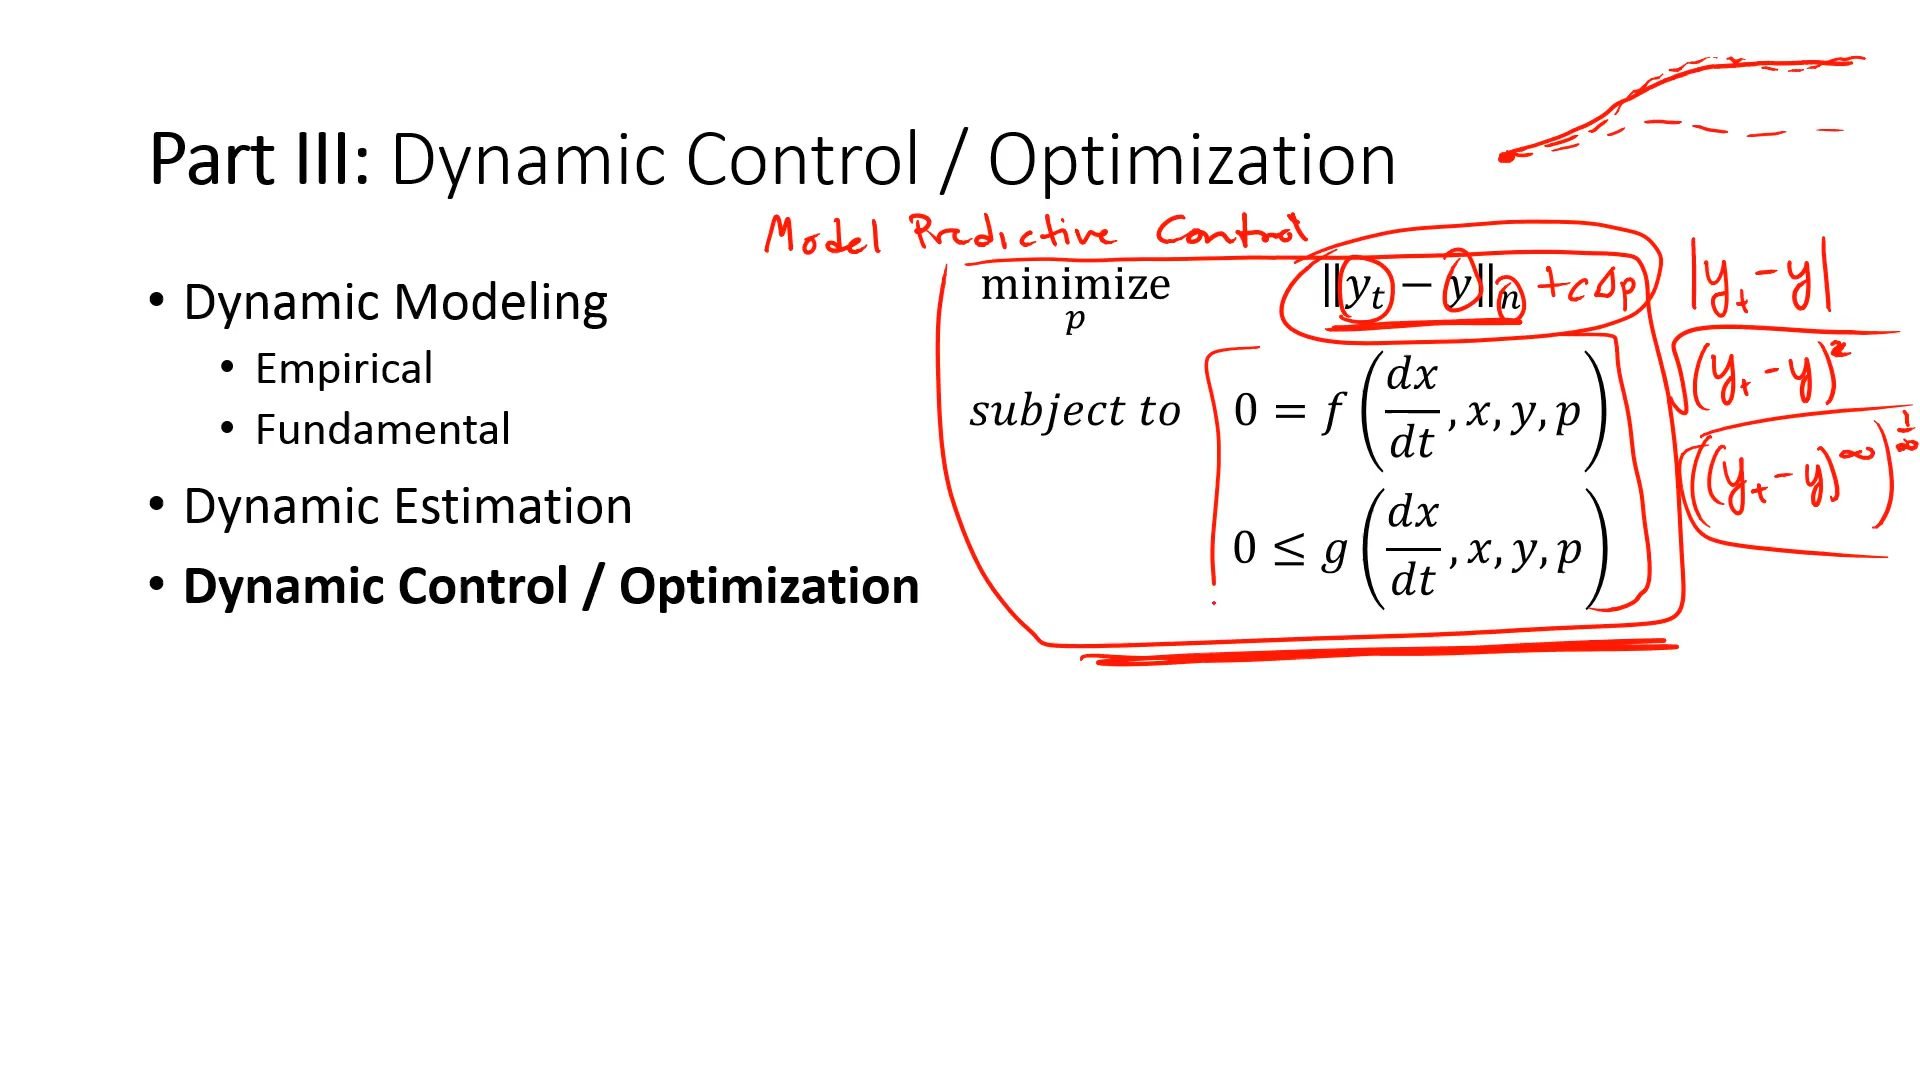 Part III: Dynamic Control / Optimization
Model Predictive Control
• Dynamic Modeling
• Empirical
• Fundamental
• Dynamic Estimation
• Dynamic Control / Optimization
minimize ‖y_t − y‖_n + cΔp
p
subject to 0 = f(dx/dt, x, y, p)
0 ≤ g(dx/dt, x, y, p)
|y_t − y|
√(y_t − y)^2
((y_t − y)^∞)^{1/∞}